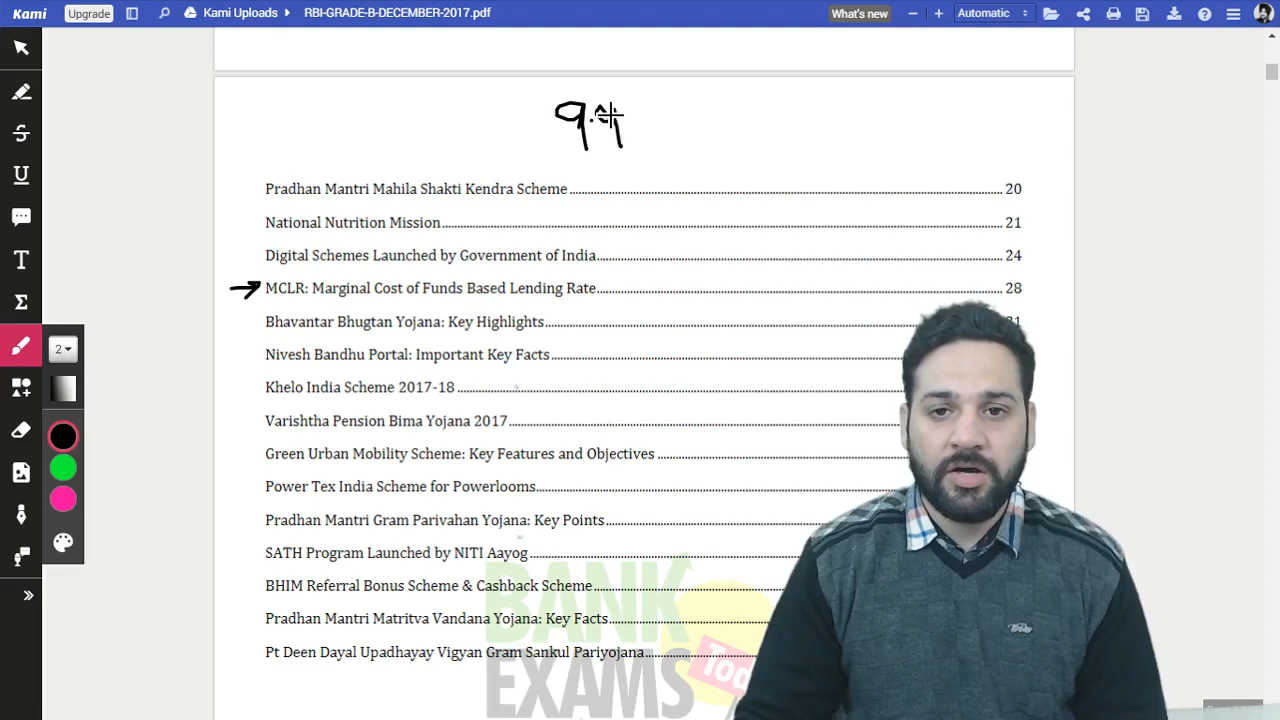 Kami Upgrade Kami Uploads RBI-GRADE-B-DECEMBER-2017.pdf What's new Automatic
Pradhan Mantri Mahila Shakti Kendra Scheme 20
National Nutrition Mission 21
Digital Schemes Launched by Government of India 24
MCLR: Marginal Cost of Funds Based Lending Rate 28
Bhavantar Bhugtan Yojana: Key Highlights
Nivesh Bandhu Portal: Important Key Facts
Khelo India Scheme 2017-18
Varishtha Pension Bima Yojana 2017
Green Urban Mobility Scheme: Key Features and Objectives
Power Tex India Scheme for Powerlooms
Pradhan Mantri Gram Parivahan Yojana: Key Points
SATH Program Launched by NITI Aayog
BHIM Referral Bonus Scheme & Cashback Scheme
Pradhan Mantri Matritva Vandana Yojana: Key Facts
Pt Deen Dayal Upadhayay Vigyan Gram Sankul Pariyojana
BANK
EXAMS
Today
2